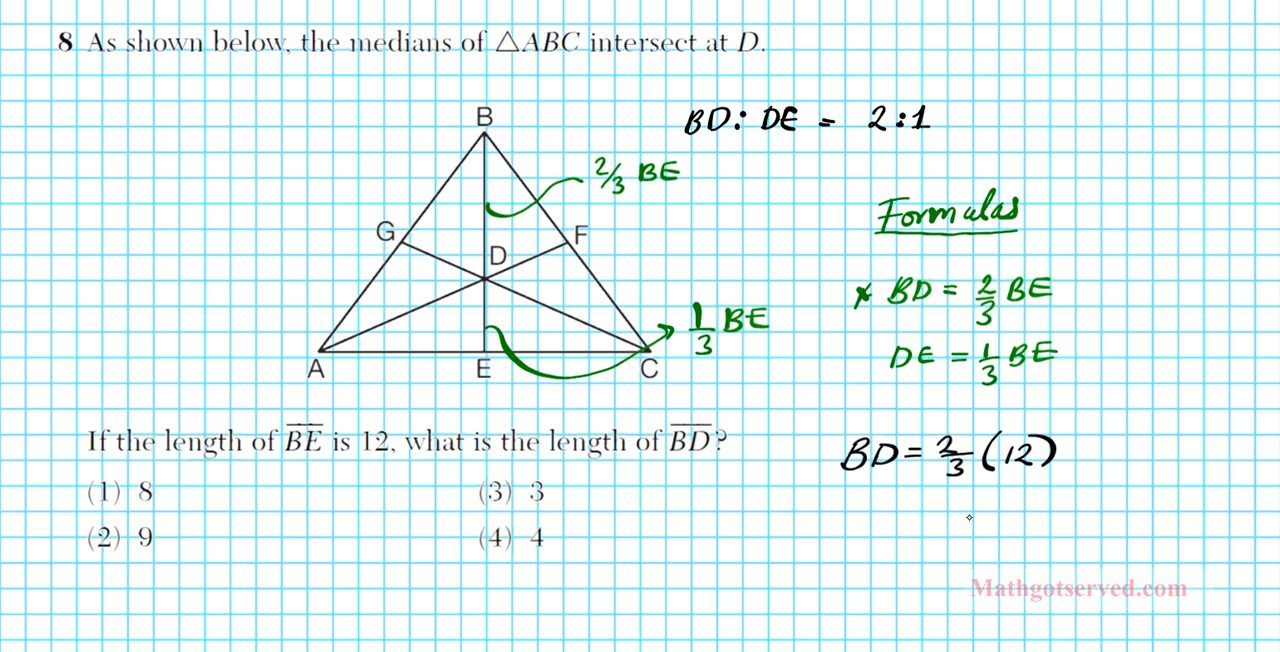 8 As shown below, the medians of △ABC intersect at D.
B
BD : DE = 2 : 1
2/3 BE
Formulas
G
F
D
* BD = 2/3 BE
1/3 BE
DE = 1/3 BE
A
E
C
If the length of B̅E̅ is 12, what is the length of B̅D̅?
BD = 2/3 (12)
(1) 8 (3) 3
(2) 9 (4) 4
Mathgotserved.com